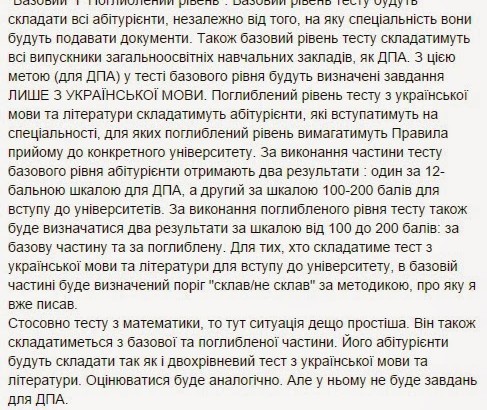 "Базовий" і "Поглиблений рівень". Базовий рівень тесту будуть
складати всі абітурієнти, незалежно від того, на яку спеціальність вони
будуть подавати документи. Також базовий рівень тесту складатимуть
всі випускники загальноосвітніх навчальних закладів, як ДПА. З цією
метою (для ДПА) у тесті базового рівня будуть визначені завдання
ЛИШЕ З УКРАЇНСЬКОЇ МОВИ. Поглиблений рівень тесту з української
мови та літератури складатимуть абітурієнти, які вступатимуть на
спеціальності, для яких поглиблений рівень вимагатимуть Правила
прийому до конкретного університету. За виконання частини тесту
базового рівня абітурієнти отримають два результати : один за 12-
бальною шкалою для ДПА, а другий за шкалою 100-200 балів для
вступу до університетів. За виконання поглибленого рівня тесту також
буде визначатися два результати за шкалою від 100 до 200 балів: за
базову частину та за поглиблену. Для тих, хто складатиме тест з
української мови та літератури для вступу до університету, в базовій
частині буде визначений поріг "склав/не склав" за методикою, про яку я
вже писав.
Стосовно тесту з математики, то тут ситуація дещо простіша. Він також
складатиметься з базової та поглибленої частини. Його абітурієнти
будуть складати так як і двохрівневий тест з української мови та
літератури. Оцінюватися буде аналогічно. Але у ньому не буде завдань
для ДПА.